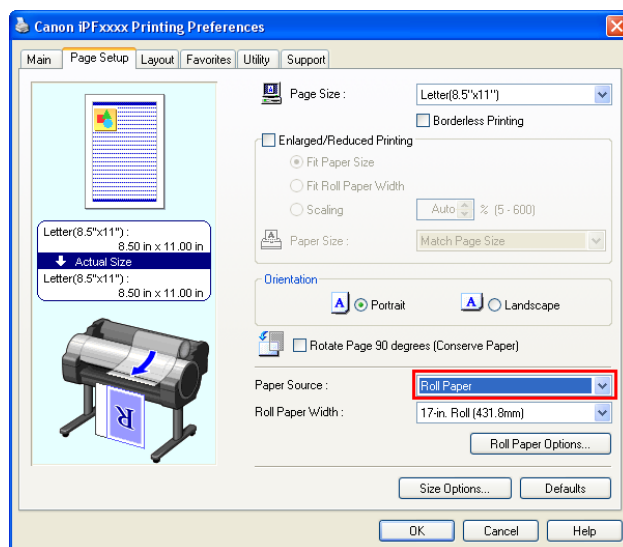 Canon iPFxxxx Printing Preferences
Main Page Setup Layout Favorites Utility Support
Page Size : Letter(8.5"x11")
Borderless Printing
Enlarged/Reduced Printing
Fit Paper Size
Fit Roll Paper Width
Scaling Auto % (5 - 600)
Paper Size : Match Page Size
Letter(8.5"x11") :
8.50 in x 11.00 in
Actual Size
Letter(8.5"x11") :
8.50 in x 11.00 in
Orientation
A Portrait A Landscape
Rotate Page 90 degrees (Conserve Paper)
Paper Source : Roll Paper
Roll Paper Width : 17-in. Roll (431.8mm)
Roll Paper Options...
R
Size Options... Defaults
OK Cancel Help